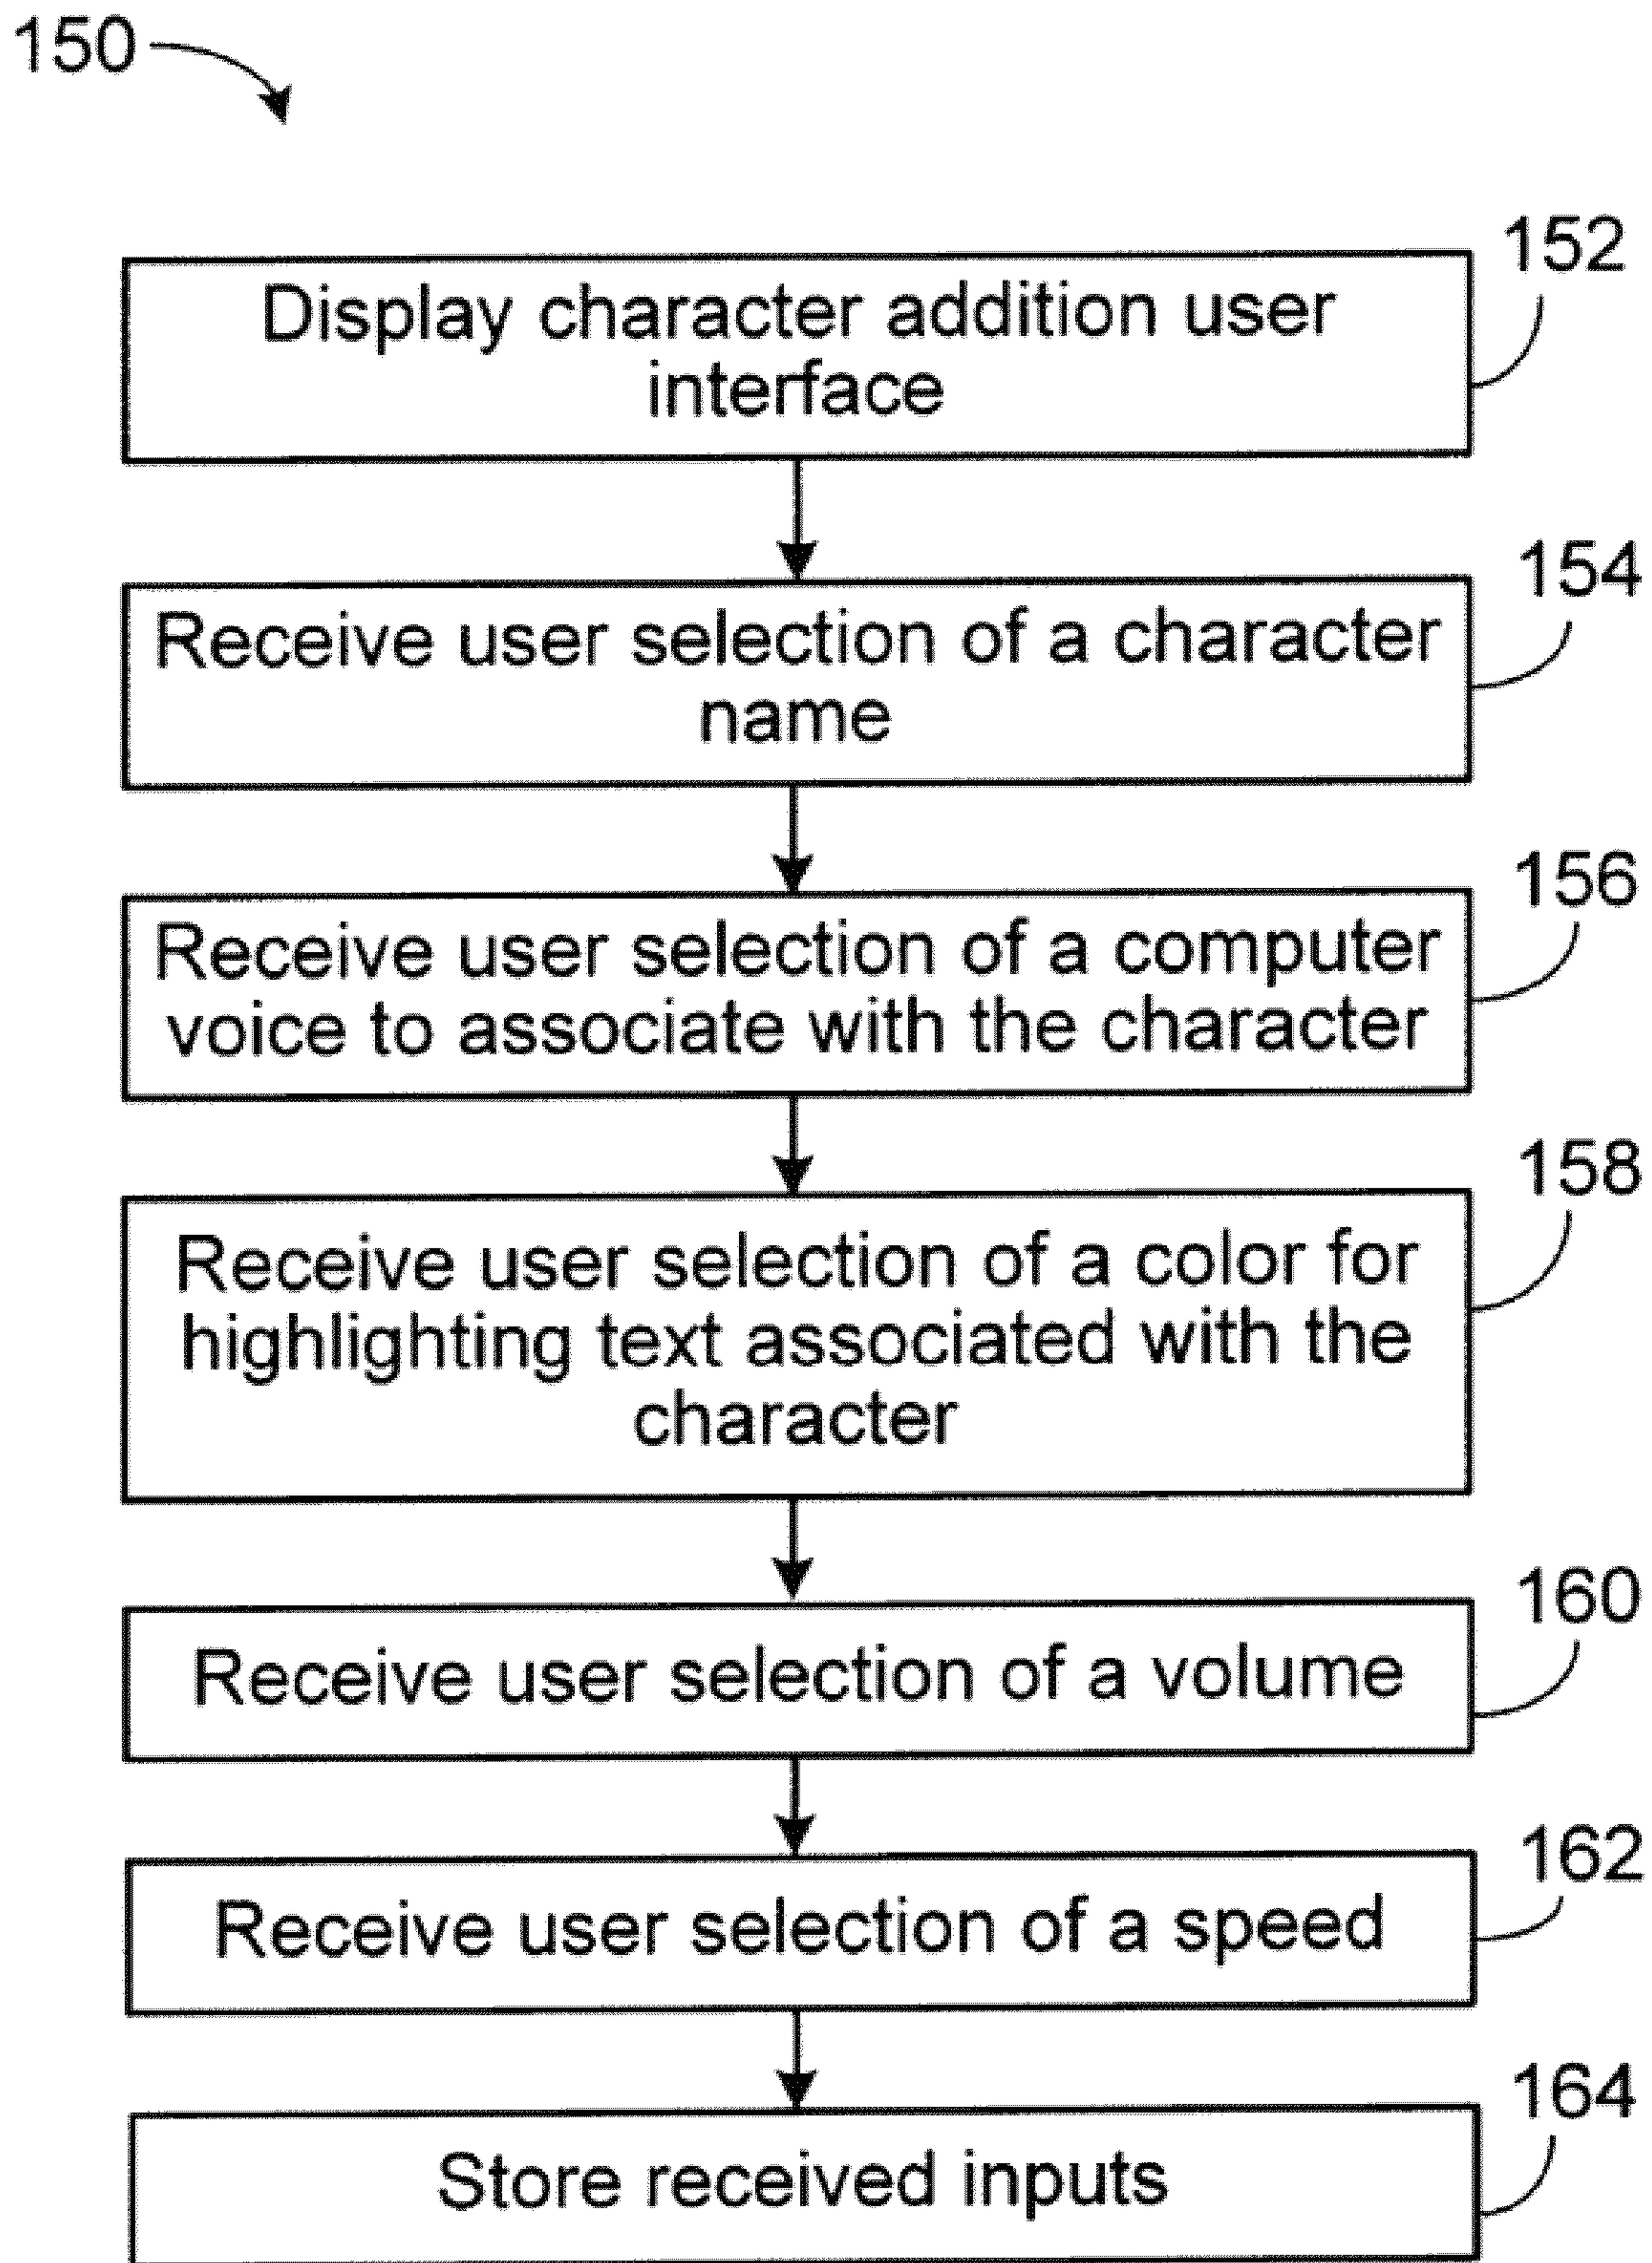 150
152
Display character addition user
interface
154
Receive user selection of a character
name
156
Receive user selection of a computer
voice to associate with the character
158
Receive user selection of a color for
highlighting text associated with the
character
160
Receive user selection of a volume
162
Receive user selection of a speed
164
Store received inputs